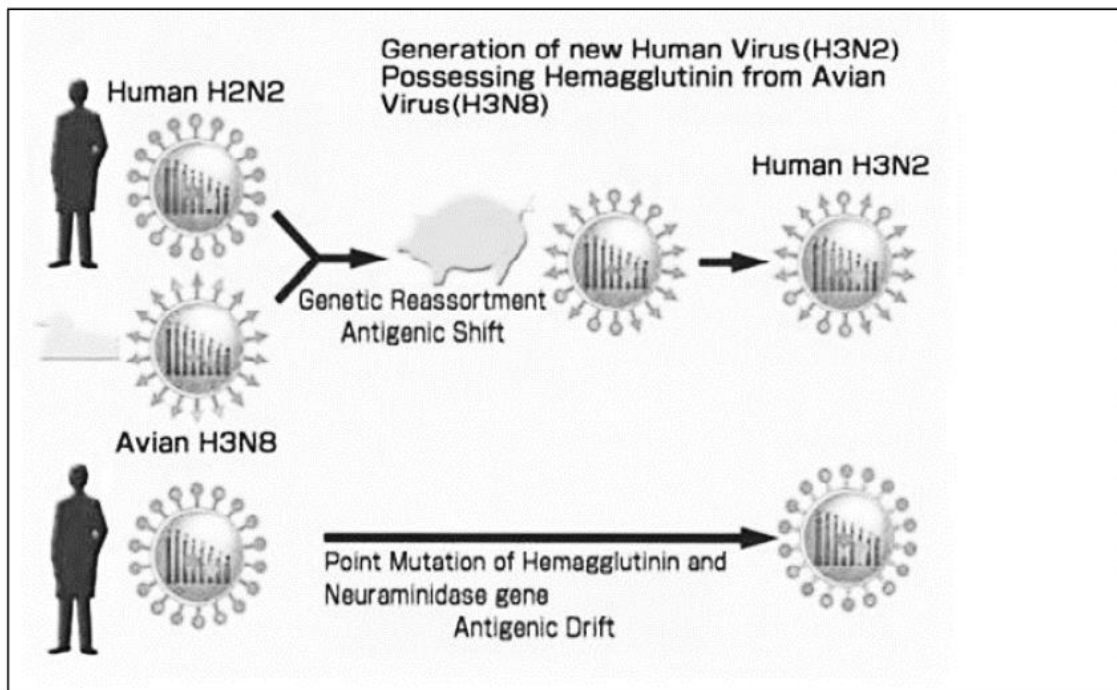 Generation of new Human Virus(H3N2)
Possessing Hemagglutinin from Avian
Virus(H3N8)
Human H2N2
Human H3N2
Genetic Reassortment
Antigenic Shift
Avian H3N8
Point Mutation of Hemagglutinin and
Neuraminidase gene
Antigenic Drift